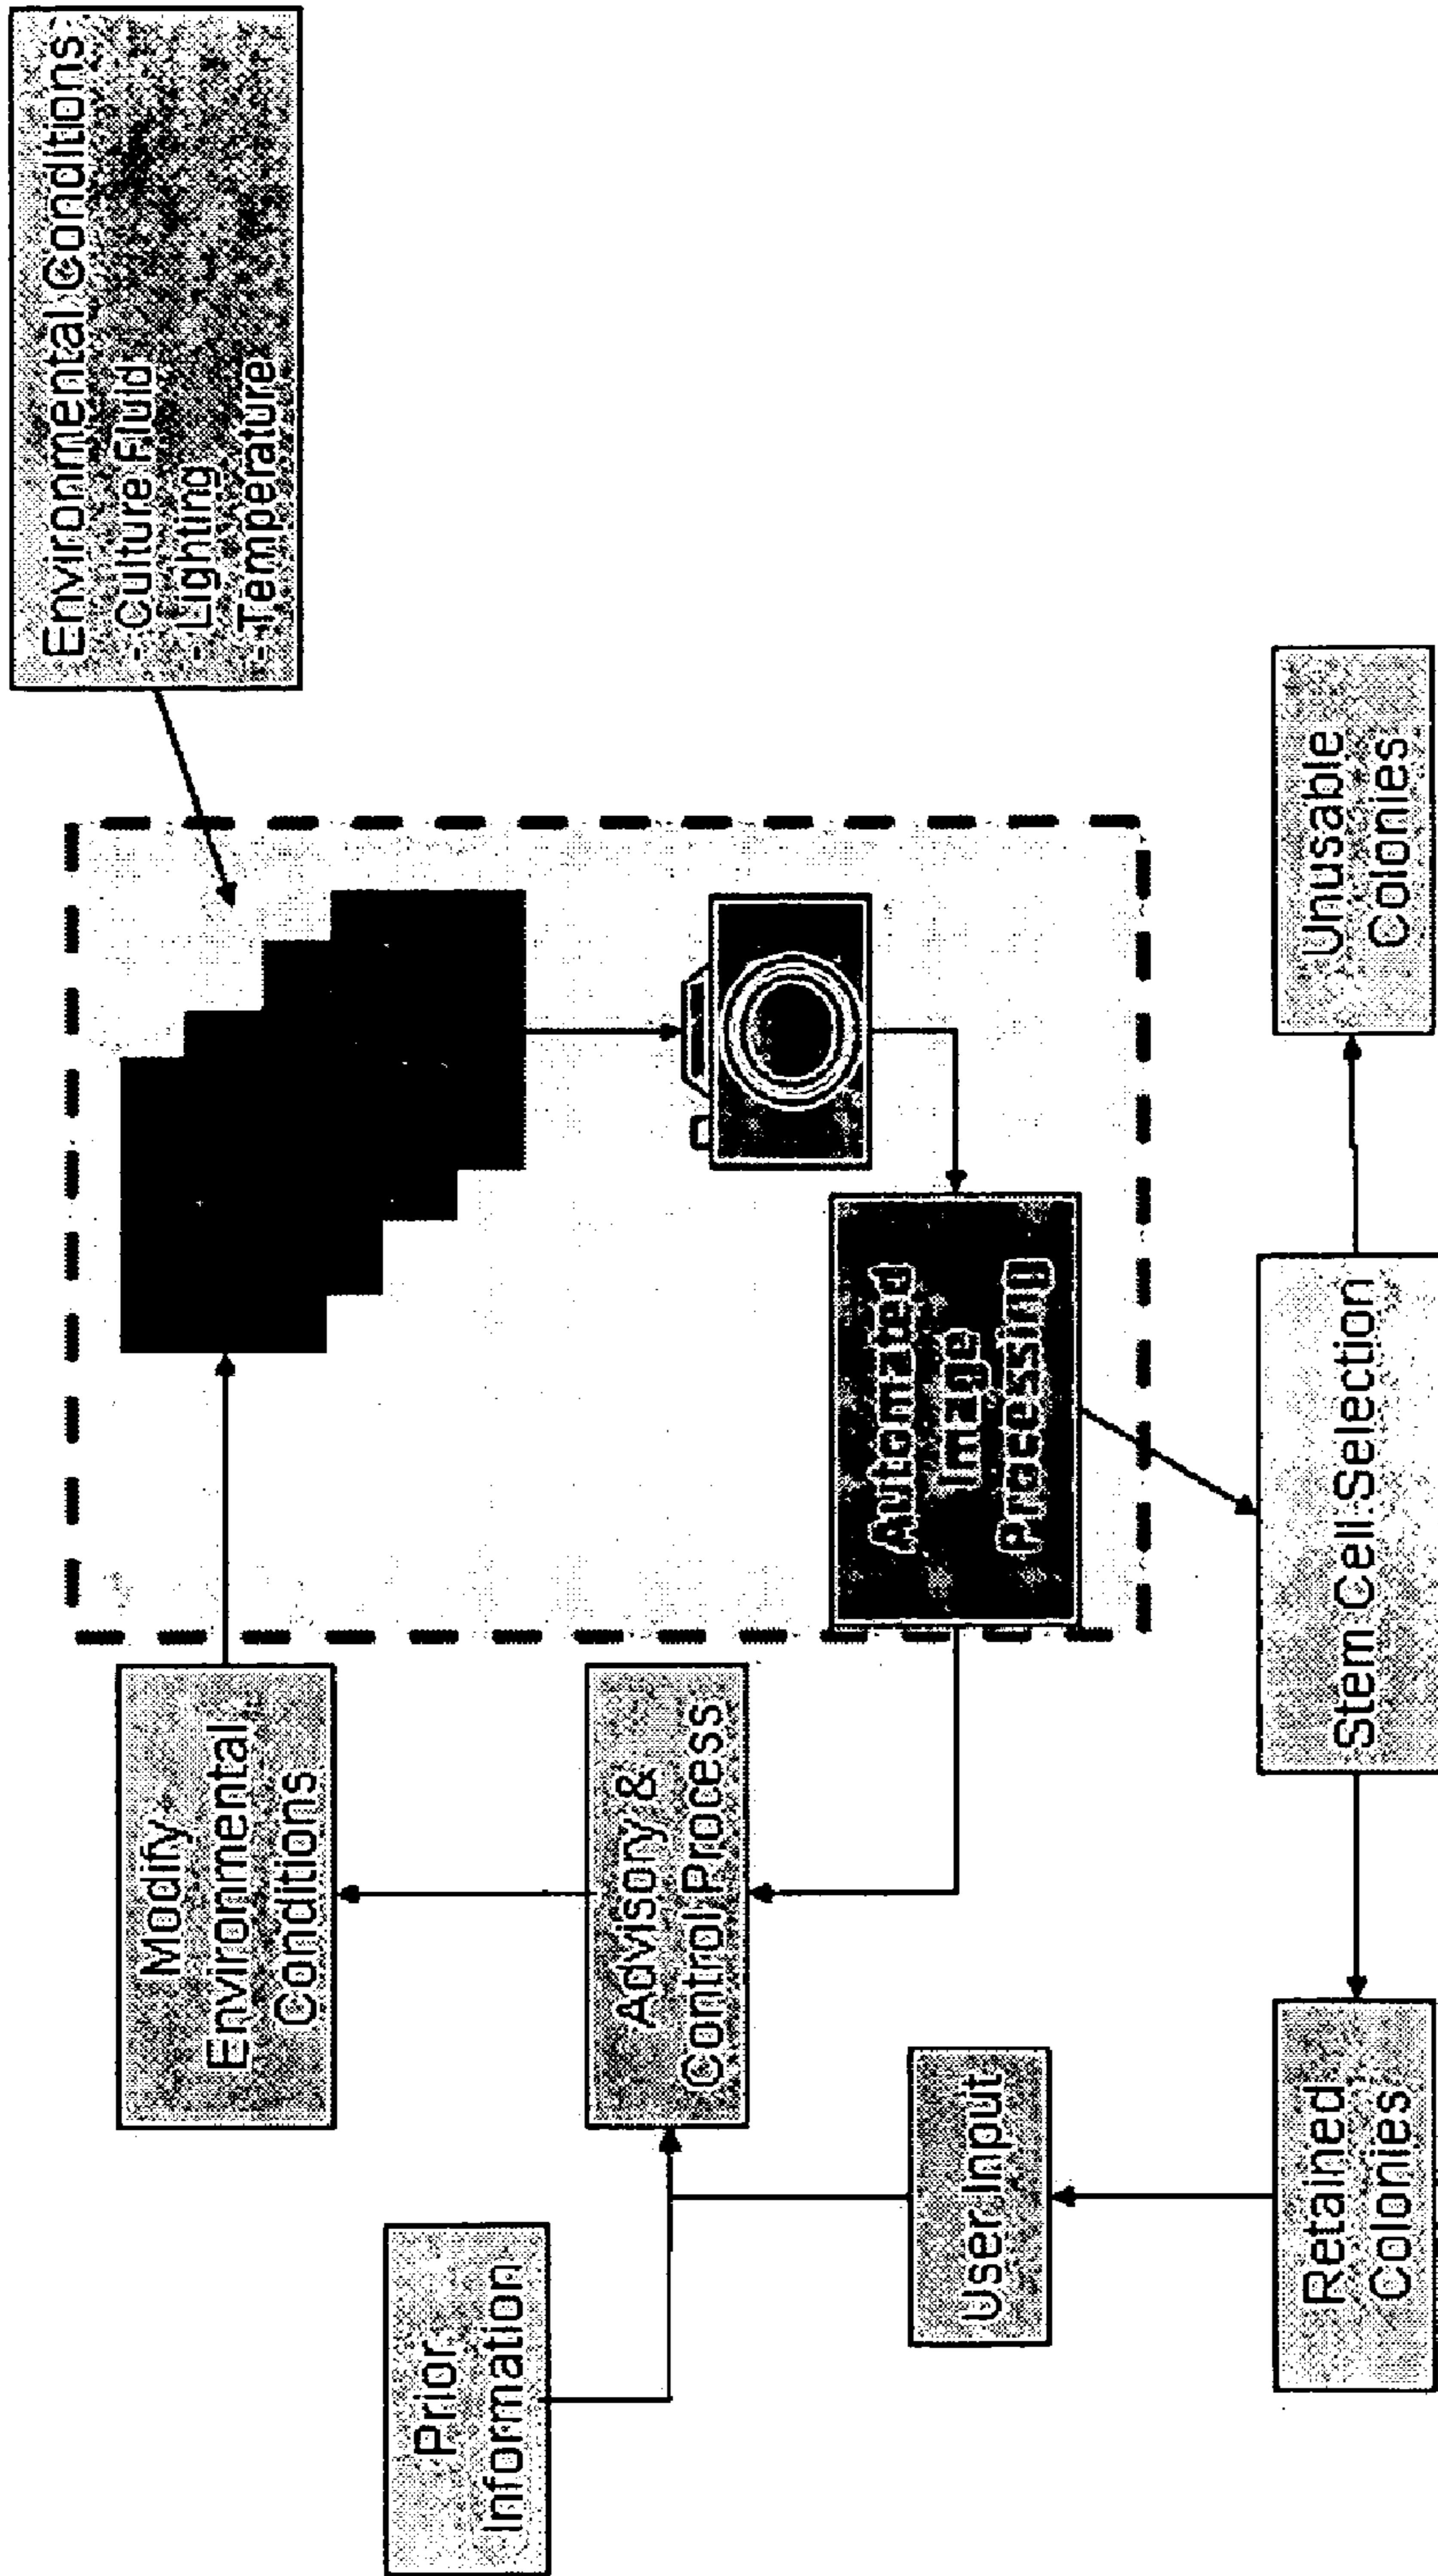 Environmental Conditions
- Culture Fluid
- Lighting
- Temperature
Modify
Environmental
Conditions
Prior
Information
Advisory &
Control Process
Automated
Image
Processing
User Input
Retained
Colonies
Stem Cell Selection
Unusable
Colonies